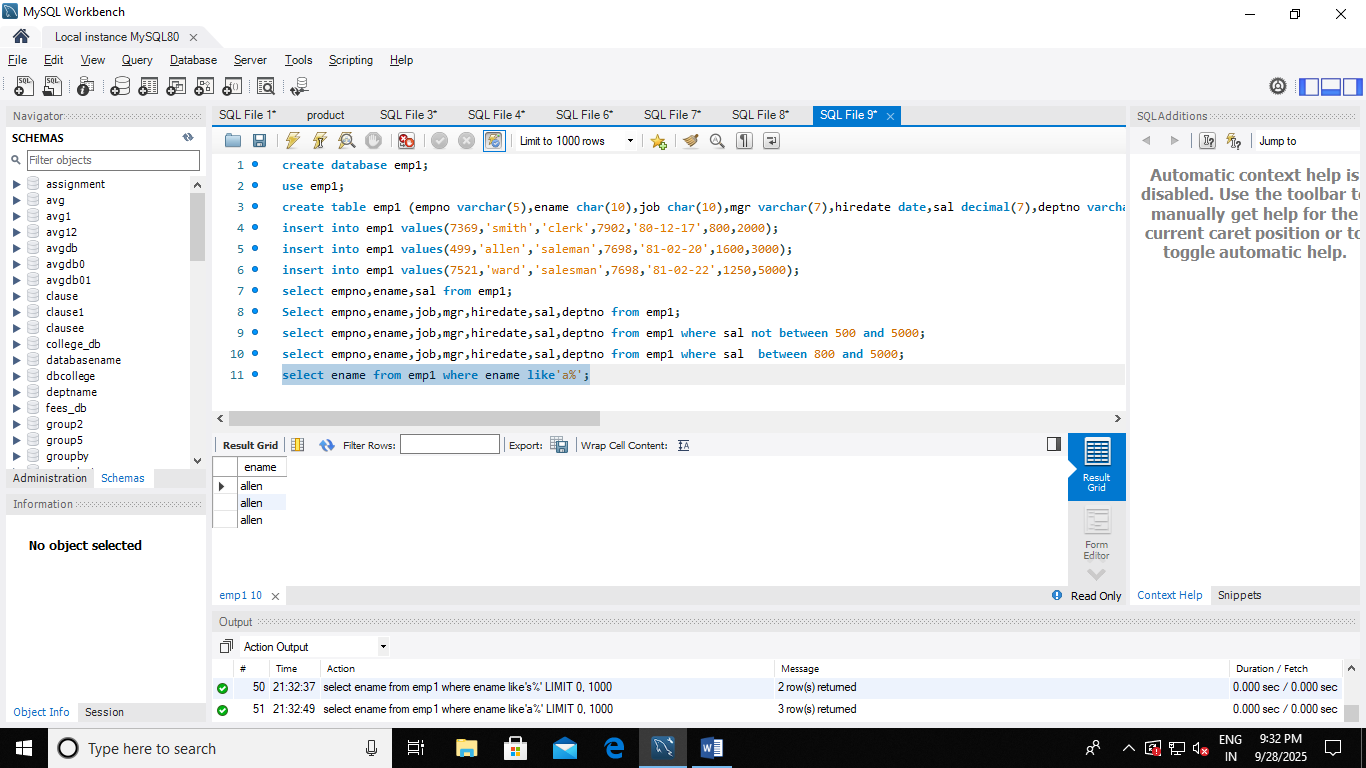 MySQL Workbench
Local instance MySQL80
File Edit View Query Database Server Tools Scripting Help
Navigator
SCHEMAS
Filter objects
assignment
avg
avg1
avg12
avgdb
avgdb0
avgdb01
clause
clause1
clausee
college_db
databasename
dbcollege
deptname
fees_db
group2
group5
groupby
Administration Schemas
Information
No object selected
Object Info Session
SQL File 1* product SQL File 3* SQL File 4* SQL File 6* SQL File 7* SQL File 8* SQL File 9*
Limit to 1000 rows
1 create database emp1;
2 use emp1;
3 create table emp1 (empno varchar(5),ename char(10),job char(10),mgr varchar(7),hiredate date,sal decimal(7),deptno varcha
4 insert into emp1 values(7369,'smith','clerk',7902,'80-12-17',800,2000);
5 insert into emp1 values(499,'allen','saleman',7698,'81-02-20',1600,3000);
6 insert into emp1 values(7521,'ward','salesman',7698,'81-02-22',1250,5000);
7 select empno,ename,sal from emp1;
8 Select empno,ename,job,mgr,hiredate,sal,deptno from emp1;
9 select empno,ename,job,mgr,hiredate,sal,deptno from emp1 where sal not between 500 and 5000;
10 select empno,ename,job,mgr,hiredate,sal,deptno from emp1 where sal  between 800 and 5000;
11 select ename from emp1 where ename like'a%';
Result Grid Filter Rows: Export: Wrap Cell Content:
ename
allen
allen
allen
Result
Grid
Form
Editor
emp1 10
Read Only
SQLAdditions
Jump to
Automatic context help is
disabled. Use the toolbar to
manually get help for the
current caret position or to
toggle automatic help.
Context Help Snippets
Output
Action Output
# Time Action Message Duration / Fetch
50 21:32:37 select ename from emp1 where ename like's%' LIMIT 0, 1000 2 row(s) returned 0.000 sec / 0.000 sec
51 21:32:49 select ename from emp1 where ename like'a%' LIMIT 0, 1000 3 row(s) returned 0.000 sec / 0.000 sec
Type here to search
ENG
IN
9:32 PM
9/28/2025